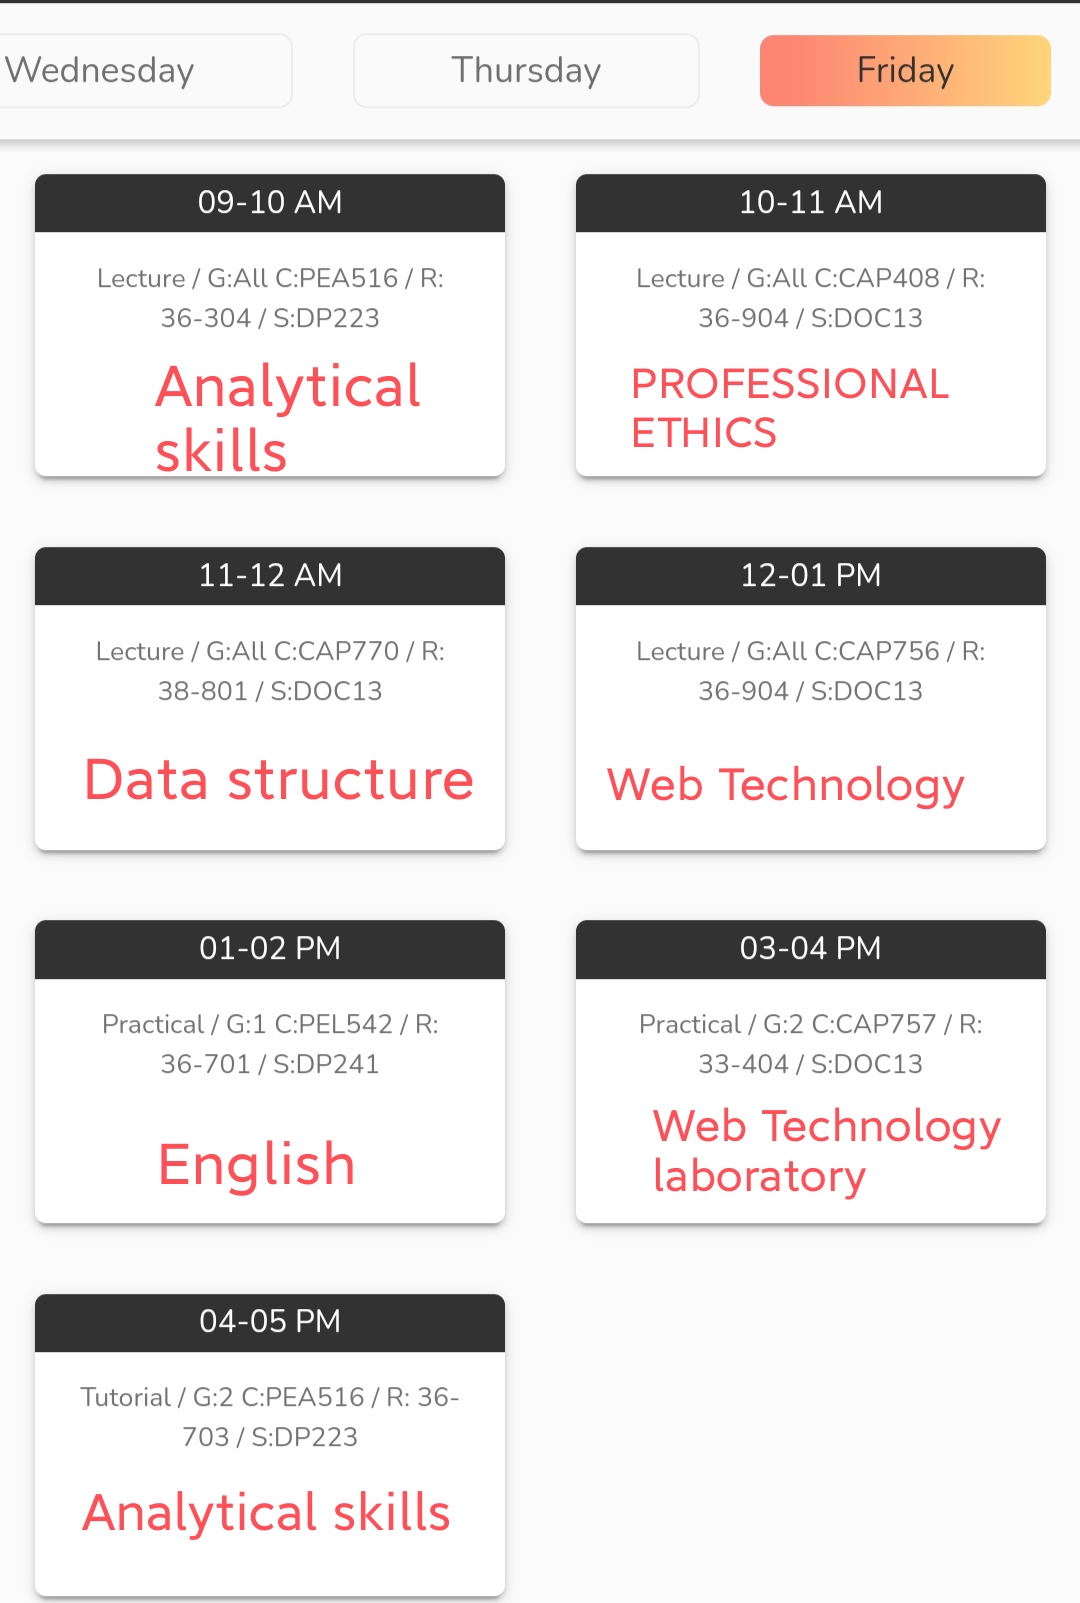 Wednesday
Thursday
Friday
09-10 AM
Lecture / G:All C:PEA516 / R:
36-304 / S:DP223
Analytical
skills
10-11 AM
Lecture / G:All C:CAP408 / R:
36-904 / S:DOC13
PROFESSIONAL
ETHICS
11-12 AM
Lecture / G:All C:CAP770 / R:
38-801 / S:DOC13
Data structure
12-01 PM
Lecture / G:All C:CAP756 / R:
36-904 / S:DOC13
Web Technology
01-02 PM
Practical / G:1 C:PEL542 / R:
36-701 / S:DP241
English
03-04 PM
Practical / G:2 C:CAP757 / R:
33-404 / S:DOC13
Web Technology
laboratory
04-05 PM
Tutorial / G:2 C:PEA516 / R: 36-
703 / S:DP223
Analytical skills